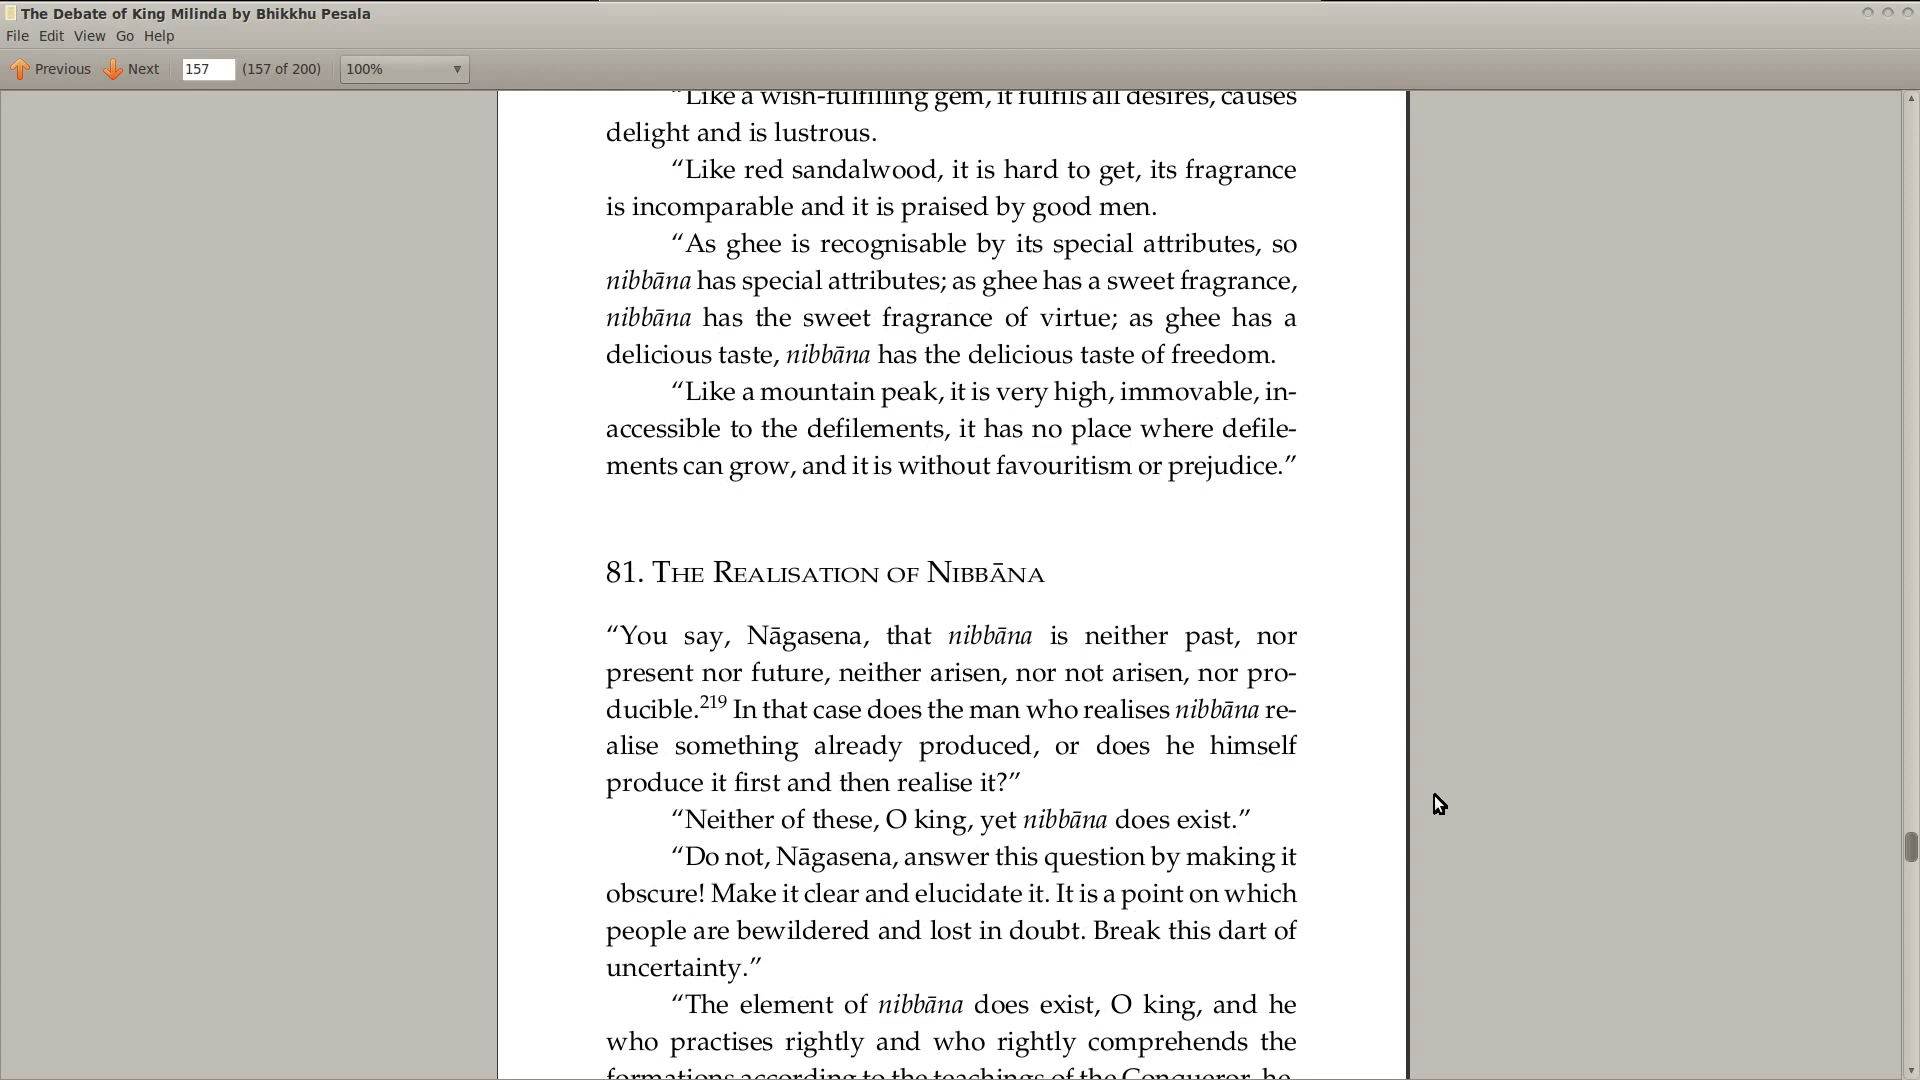 The Debate of King Milinda by Bhikkhu Pesala
File Edit View Go Help
Previous Next 157 (157 of 200) 100%
“Like a wish-fulfilling gem, it fulfils all desires, causes
delight and is lustrous.
“Like red sandalwood, it is hard to get, its fragrance
is incomparable and it is praised by good men.
“As ghee is recognisable by its special attributes, so
nibbāna has special attributes; as ghee has a sweet fragrance,
nibbāna has the sweet fragrance of virtue; as ghee has a
delicious taste, nibbāna has the delicious taste of freedom.
“Like a mountain peak, it is very high, immovable, in-
accessible to the defilements, it has no place where defile-
ments can grow, and it is without favouritism or prejudice.”
81. The Realisation of Nibbāna
“You say, Nāgasena, that nibbāna is neither past, nor
present nor future, neither arisen, nor not arisen, nor pro-
ducible.219 In that case does the man who realises nibbāna re-
alise something already produced, or does he himself
produce it first and then realise it?”
“Neither of these, O king, yet nibbāna does exist.”
“Do not, Nāgasena, answer this question by making it
obscure! Make it clear and elucidate it. It is a point on which
people are bewildered and lost in doubt. Break this dart of
uncertainty.”
“The element of nibbāna does exist, O king, and he
who practises rightly and who rightly comprehends the
formations according to the teachings of the Conqueror, he,